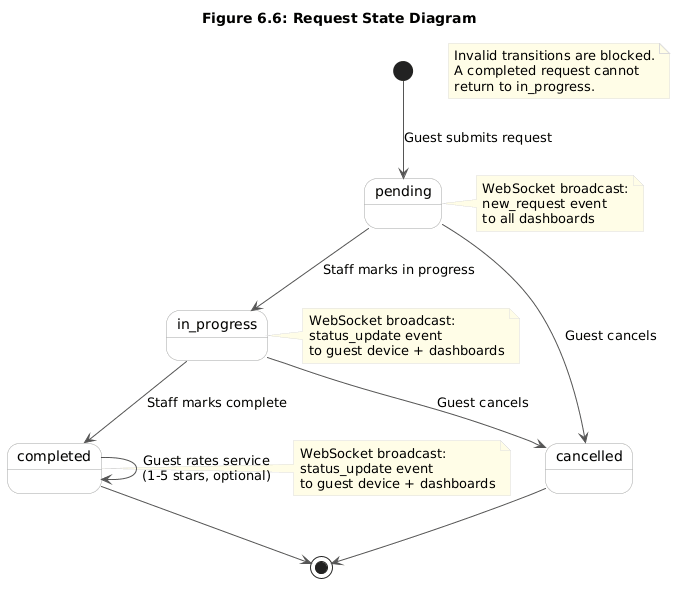 Figure 6.6: Request State Diagram
Invalid transitions are blocked.
A completed request cannot
return to in_progress.
Guest submits request
pending
WebSocket broadcast:
new_request event
to all dashboards
Staff marks in progress
in_progress
WebSocket broadcast:
status_update event
to guest device + dashboards
Guest cancels
Staff marks complete
Guest cancels
completed
Guest rates service
(1-5 stars, optional)
WebSocket broadcast:
status_update event
to guest device + dashboards
cancelled